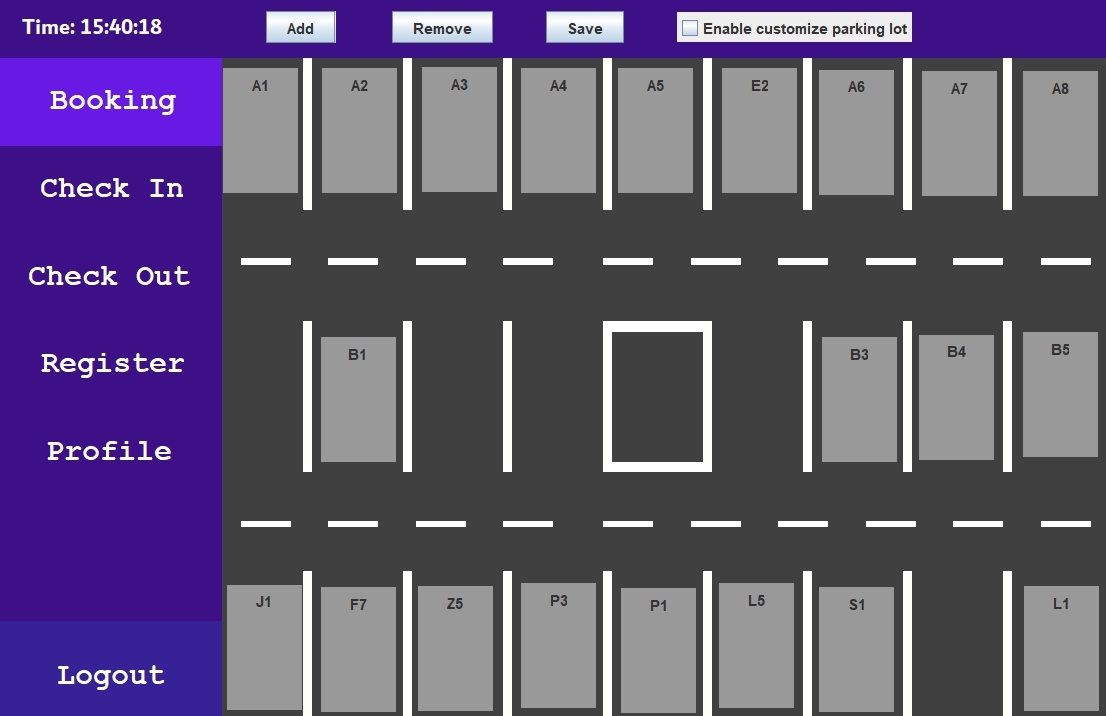 Time: 15:40:18
Add
Remove
Save
Enable customize parking lot
Booking
Check In
Check Out
Register
Profile
Logout
A1
A2
A3
A4
A5
E2
A6
A7
A8
B1
B3
B4
B5
J1
F7
Z5
P3
P1
L5
S1
L1